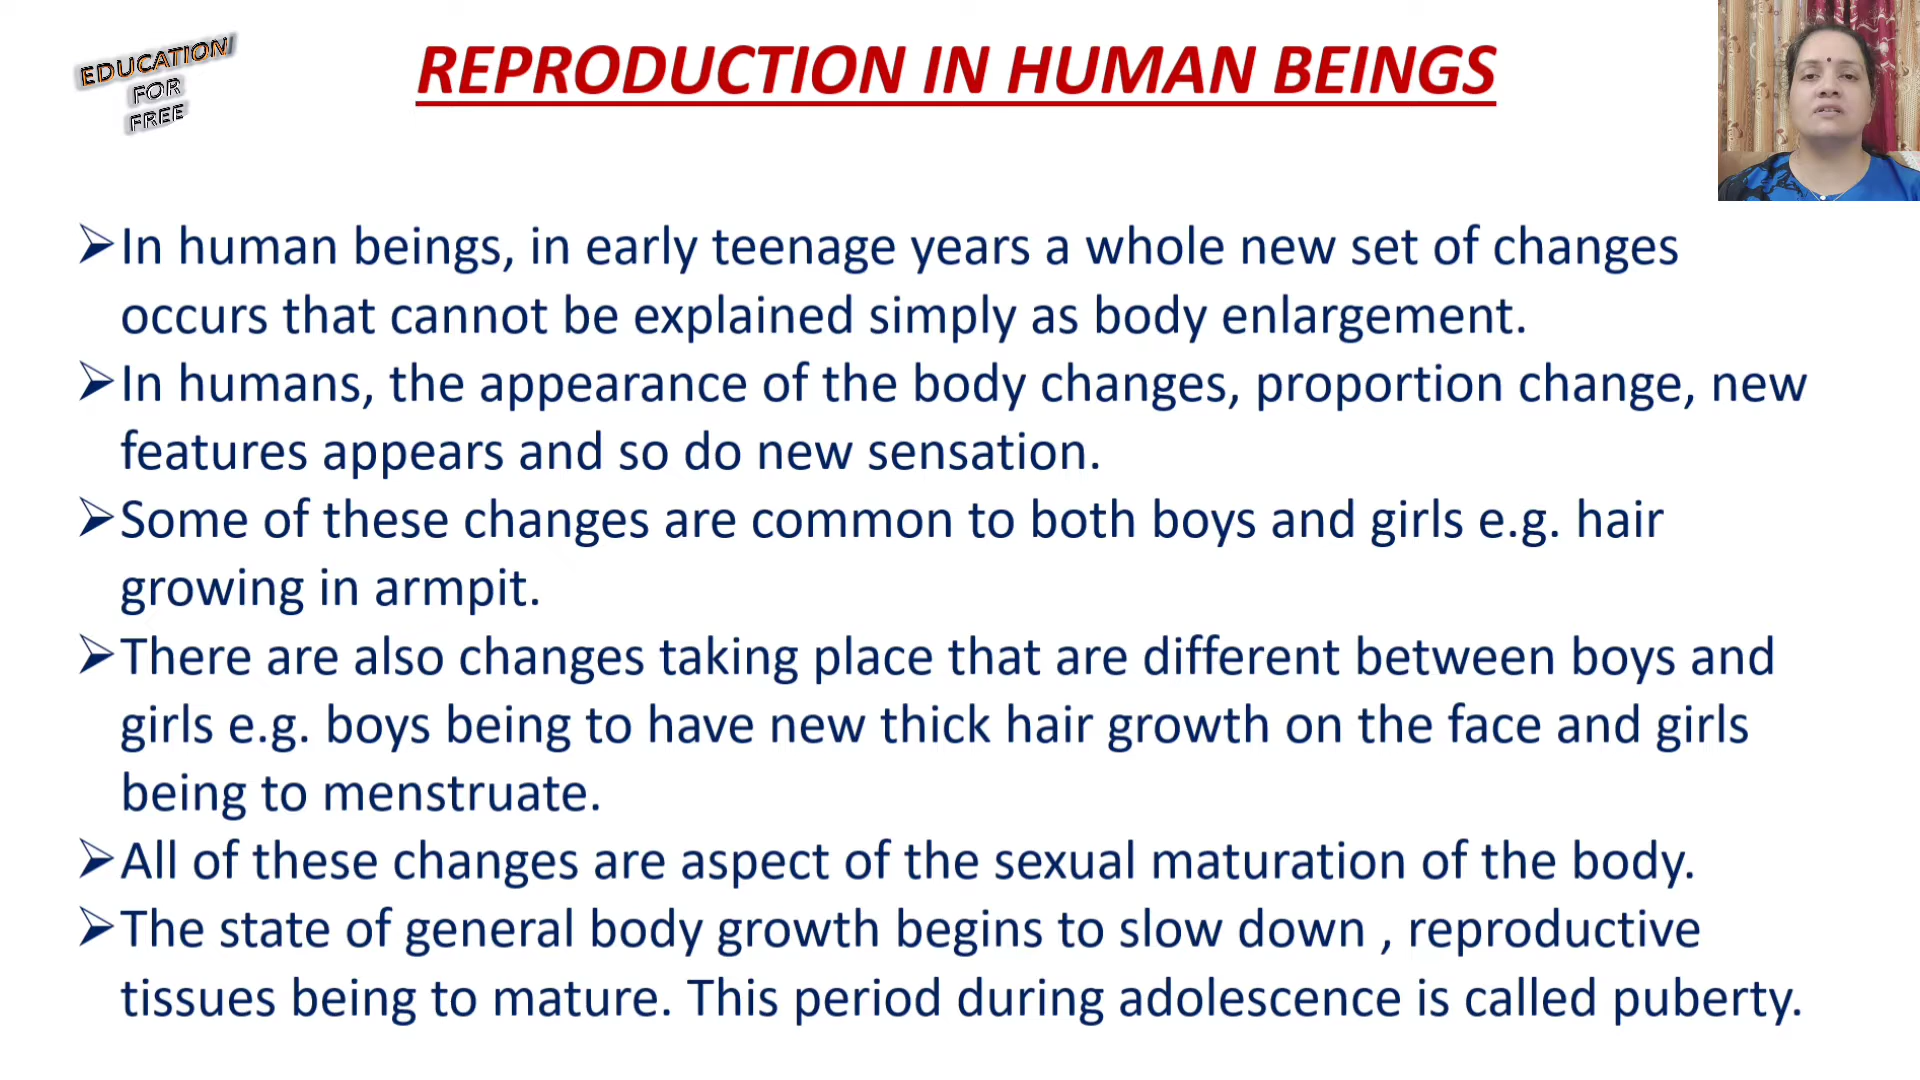 EDUCATION
FOR
FREE
REPRODUCTION IN HUMAN BEINGS
➢In human beings, in early teenage years a whole new set of changes
occurs that cannot be explained simply as body enlargement.
➢In humans, the appearance of the body changes, proportion change, new
features appears and so do new sensation.
➢Some of these changes are common to both boys and girls e.g. hair
growing in armpit.
➢There are also changes taking place that are different between boys and
girls e.g. boys being to have new thick hair growth on the face and girls
being to menstruate.
➢All of these changes are aspect of the sexual maturation of the body.
➢The state of general body growth begins to slow down , reproductive
tissues being to mature. This period during adolescence is called puberty.